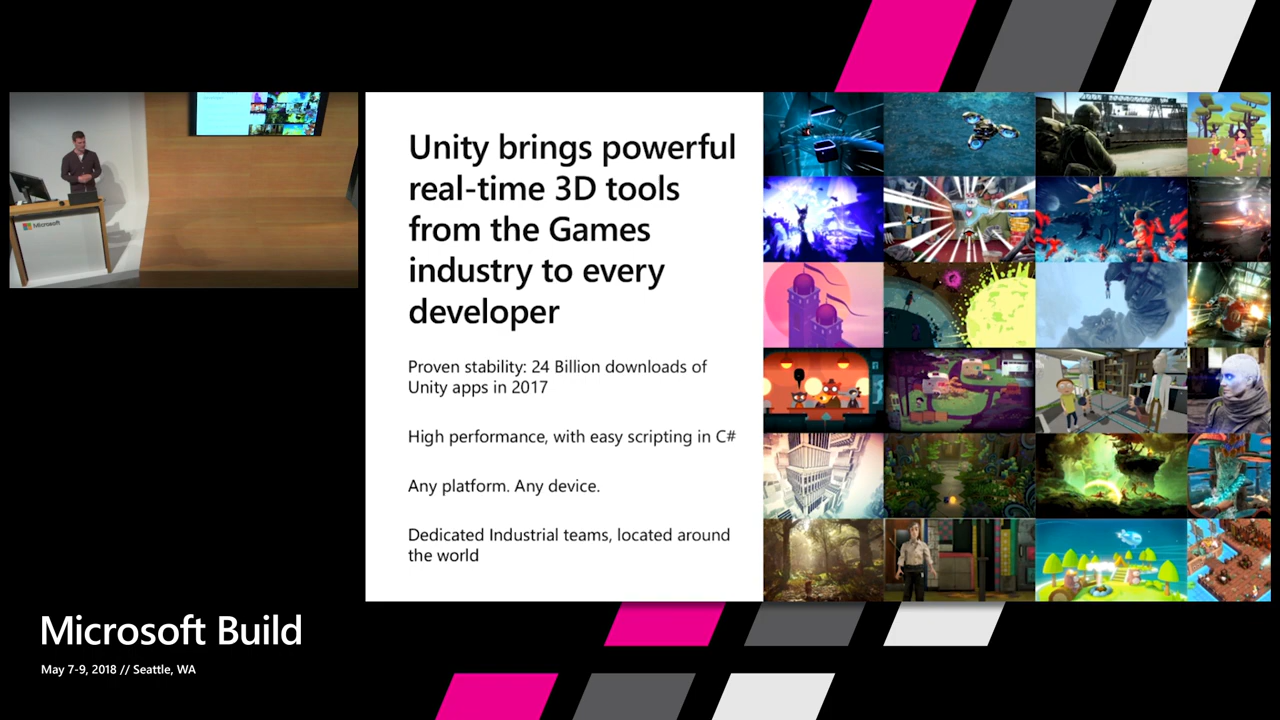 Microsoft
Unity brings powerful
real-time 3D tools
from the Games
industry to every
developer
Proven stability: 24 Billion downloads of
Unity apps in 2017
High performance, with easy scripting in C#
Any platform. Any device.
Dedicated Industrial teams, located around
the world
Microsoft Build
May 7-9, 2018 // Seattle, WA